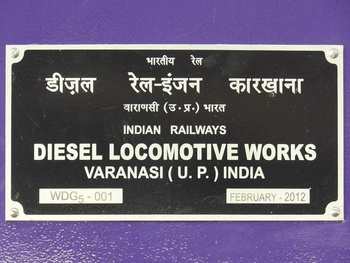 भारतीय रेल
डीज़ल रेल-इंजन कारखाना
वाराणसी (उ.प्र.) भारत
INDIAN RAILWAYS
DIESEL LOCOMOTIVE WORKS
VARANASI ( U. P. ) INDIA
WDG5 - 001 FEBRUARY - 2012